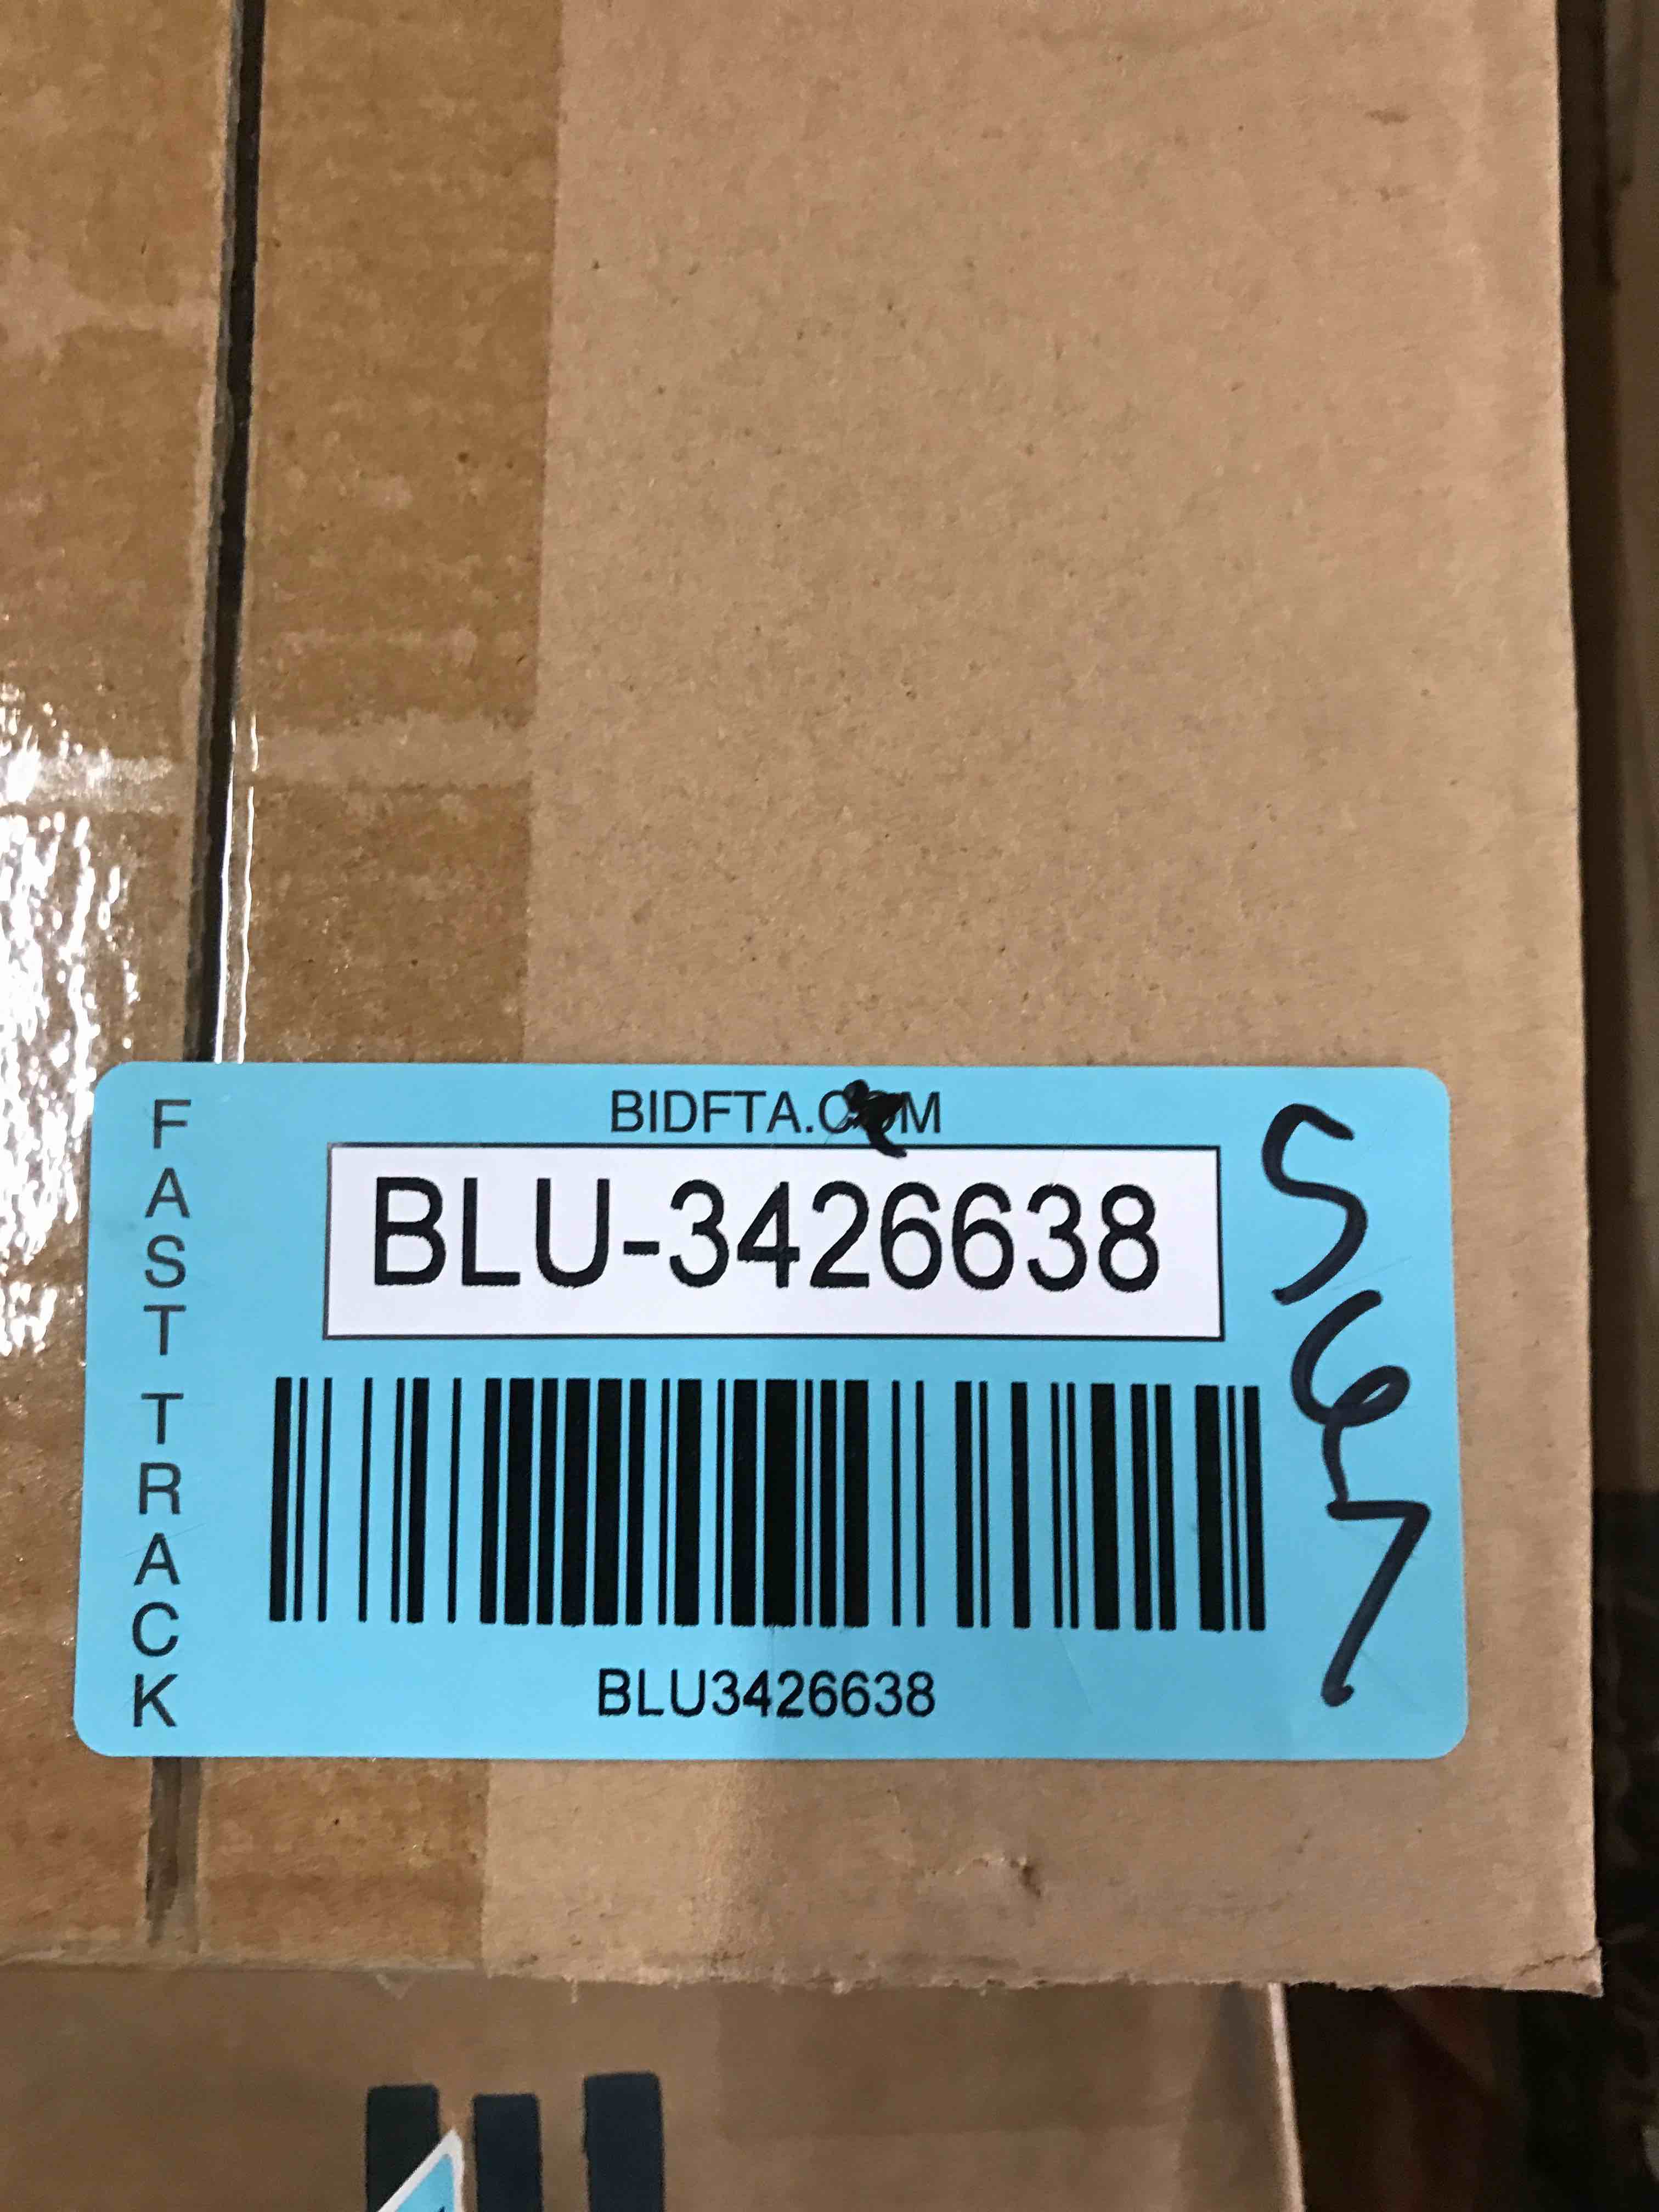 FAST TRACK
BIDFTA.COM
BLU-3426638
BLU3426638
567